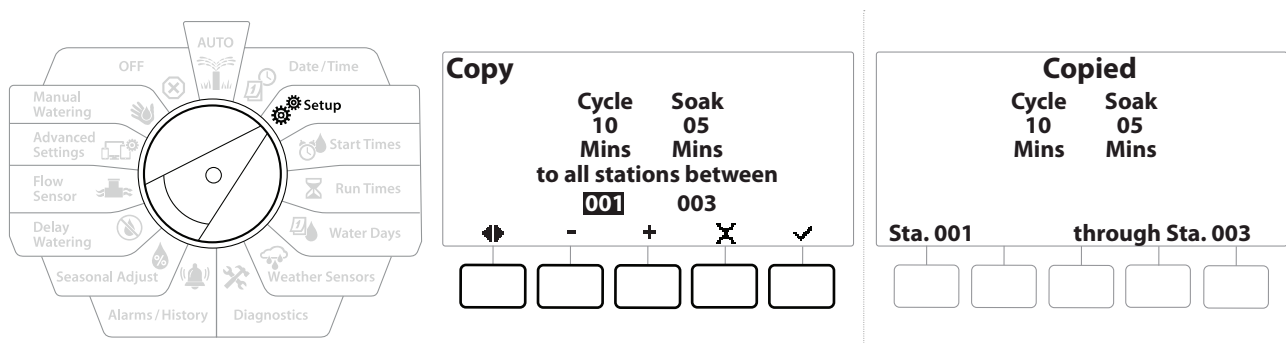 AUTO
OFF
Date/Time
Manual
Watering
Setup
Advanced
Settings
Start Times
Flow
Sensor
Run Times
Delay
Watering
Water Days
Seasonal Adjust
Weather Sensors
Alarms/History
Diagnostics
Copy
Cycle Soak
10 05
Mins Mins
to all stations between
001 003
- +
Copied
Cycle Soak
10 05
Mins Mins
Sta. 001 through Sta. 003